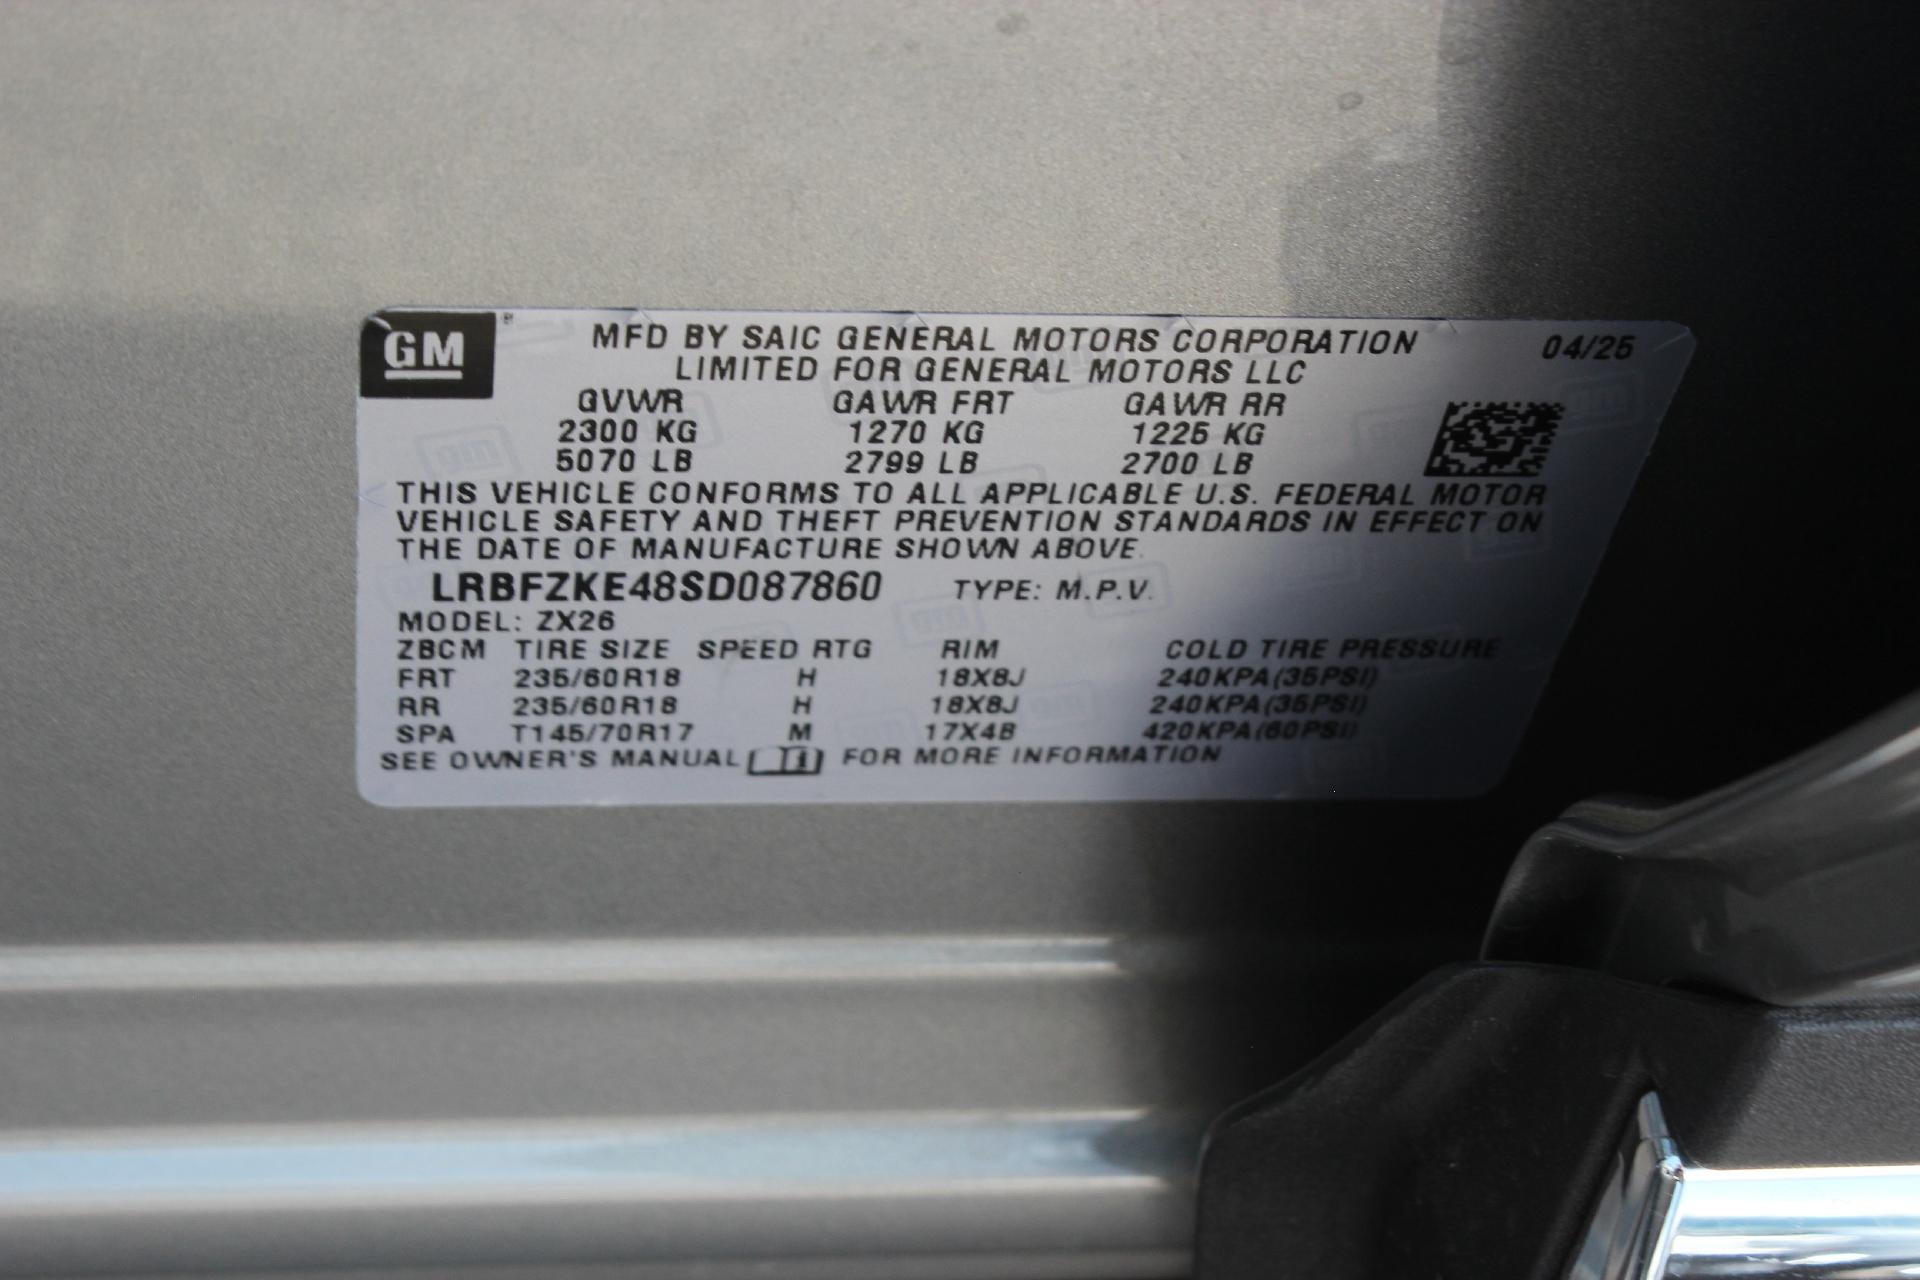 GM
MFD BY SAIC GENERAL MOTORS CORPORATION 04/25
LIMITED FOR GENERAL MOTORS LLC
GVWR GAWR FRT GAWR RR
2300 KG 1270 KG 1225 KG
5070 LB 2799 LB 2700 LB
THIS VEHICLE CONFORMS TO ALL APPLICABLE U.S. FEDERAL MOTOR
VEHICLE SAFETY AND THEFT PREVENTION STANDARDS IN EFFECT ON
THE DATE OF MANUFACTURE SHOWN ABOVE.
LRBFZKE48SD087860 TYPE: M.P.V.
MODEL: ZX26
ZBCM TIRE SIZE SPEED RTG RIM COLD TIRE PRESSURE
FRT 235/60R18 H 18X8J 240KPA(35PSI)
RR 235/60R18 H 18X8J 240KPA(35PSI)
SPA T145/70R17 M 17X4B 420KPA(60PSI)
SEE OWNER'S MANUAL FOR MORE INFORMATION